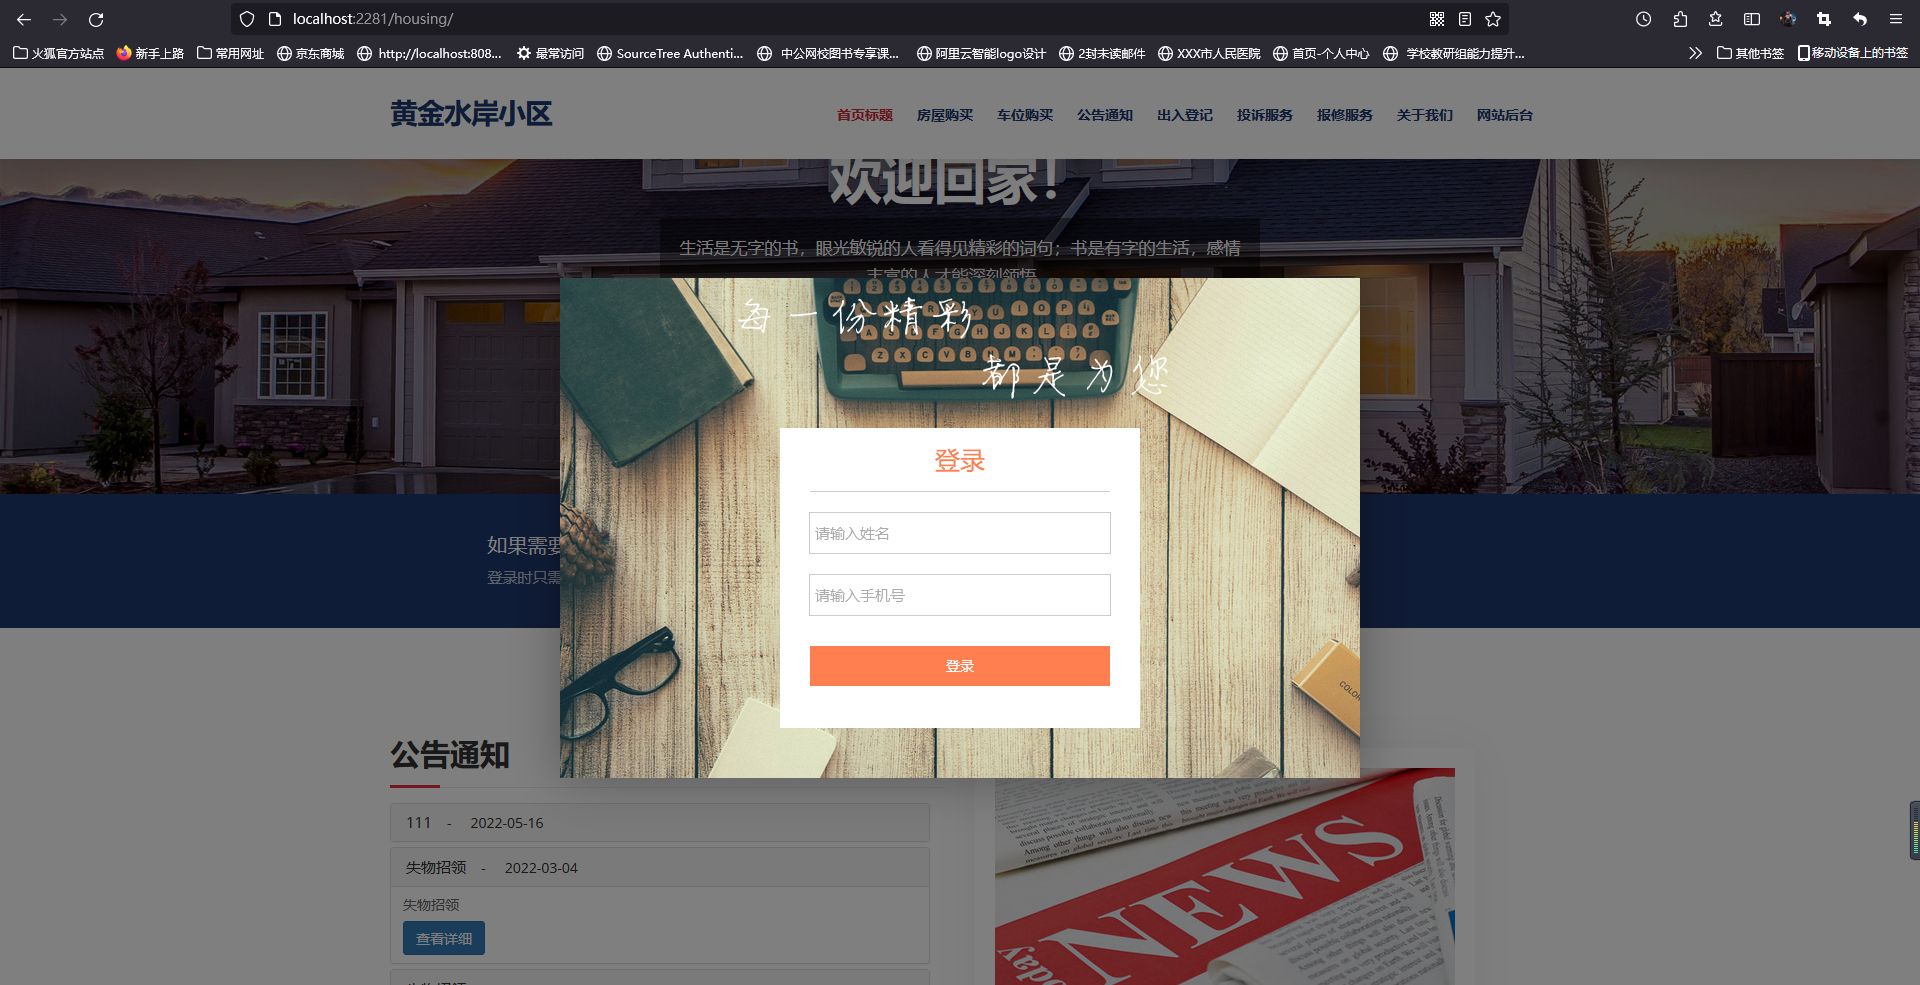 localhost:2281/housing/
火狐官方站点 新手上路 常用网址 京东商城 http://localhost:808... 最常访问 SourceTree Authenti... 中公网校图书专享课... 阿里云智能logo设计 2封未读邮件 XXX市人民医院 首页-个人中心 学校教研组能力提升... 其他书签 移动设备上的书签
黄金水岸小区
首页标题 房屋购买 车位购买 公告通知 出入登记 投诉服务 报修服务 关于我们 网站后台
欢迎回家!
生活是无字的书，眼光敏锐的人看得见精彩的词句；书是有字的生活，感情
丰富的人才能深刻领悟
每一份精彩
都是为您
登录
请输入姓名
如果需要
登录时只需
请输入手机号
登录
公告通知
111 - 2022-05-16
失物招领 - 2022-03-04
失物招领
查看详细
NEWS